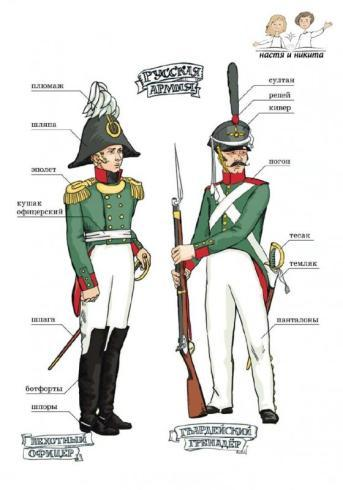 настя и никита
РУССКАЯ
АРМИЯ
плюмаж
шляпа
эполет
кушак
офицерский
шпага
ботфорты
шпоры
султан
репей
кивер
погон
тесак
темляк
панталоны
ПЕХОТНЫЙ
ОФИЦЕР
ГВАРДЕЙСКИЙ
ГРЕНАДЁР